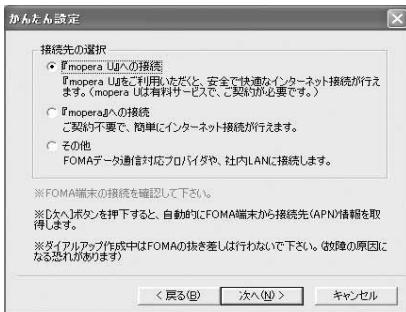 かんたん設定
接続先の選択
『mopera U』への接続
『mopera U』をご利用いただくと、安全で快適なインターネット接続が行え
ます。(mopera Uは有料サービスで、ご契約が必要です。)
『mopera』への接続
ご契約不要で、簡単にインターネット接続が行えます。
その他
FOMAデータ通信対応プロバイダや、社内LANに接続します。
※FOMA端末の接続を確認して下さい。
※[次へ]ボタンを押下すると、自動的にFOMA端末から接続先(APN)情報を取
得します。
※ダイアルアップ作成中はFOMAの抜き差しは行わないで下さい。(故障の原因に
なる恐れがあります)
< 戻る(B) 次へ(N) > キャンセル